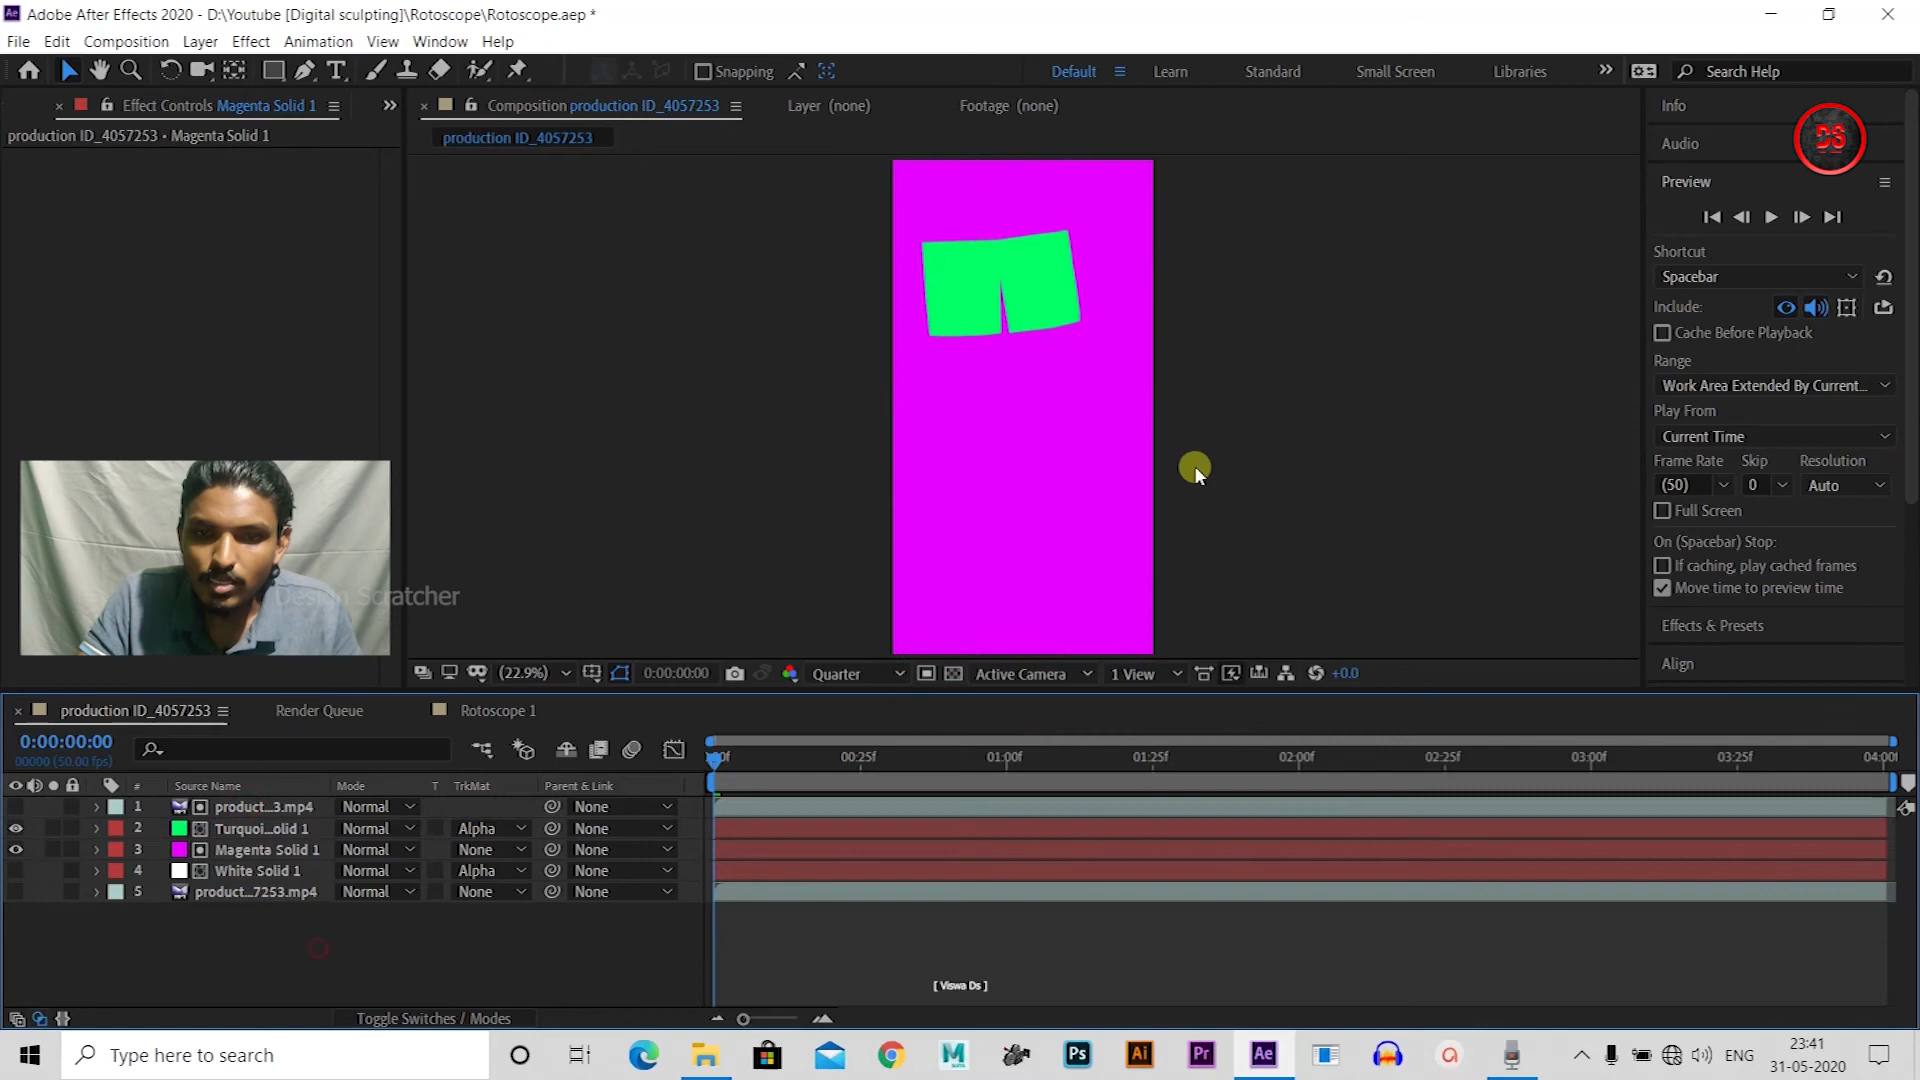 Adobe After Effects 2020 - D:\Youtube [Digital sculpting]\Rotoscope\Rotoscope.aep *
File Edit Composition Layer Effect Animation View Window Help
Snapping Default Learn Standard Small Screen Libraries Search Help
Effect Controls Magenta Solid 1
Composition production ID_4057253 Layer (none) Footage (none)
Info
production ID_4057253 • Magenta Solid 1
production ID_4057253
Audio
DS
Preview
Shortcut
Spacebar
Include:
Cache Before Playback
Range
Work Area Extended By Current...
Play From
Current Time
Frame Rate Skip Resolution
(50) 0 Auto
Full Screen
On (Spacebar) Stop:
If caching, play cached frames
Move time to preview time
Effects & Presets
Align
Design Scratcher
(22.9%) 0:00:00:00 Quarter Active Camera 1 View +0.0
production ID_4057253 Render Queue Rotoscope 1
0:00:00:00
00000 (50.00 fps)
:00f 00:25f 01:00f 01:25f 02:00f 02:25f 03:00f 03:25f 04:00f
# Source Name Mode T TrkMat Parent & Link
1 product...3.mp4 Normal None
2 Turquoi...olid 1 Normal Alpha None
3 Magenta Solid 1 Normal None None
4 White Solid 1 Normal Alpha None
5 product...7253.mp4 Normal None None
[ Viswa Ds ]
Toggle Switches / Modes
Type here to search
M Ps Ai Pr Ae
ENG
23:41
31-05-2020